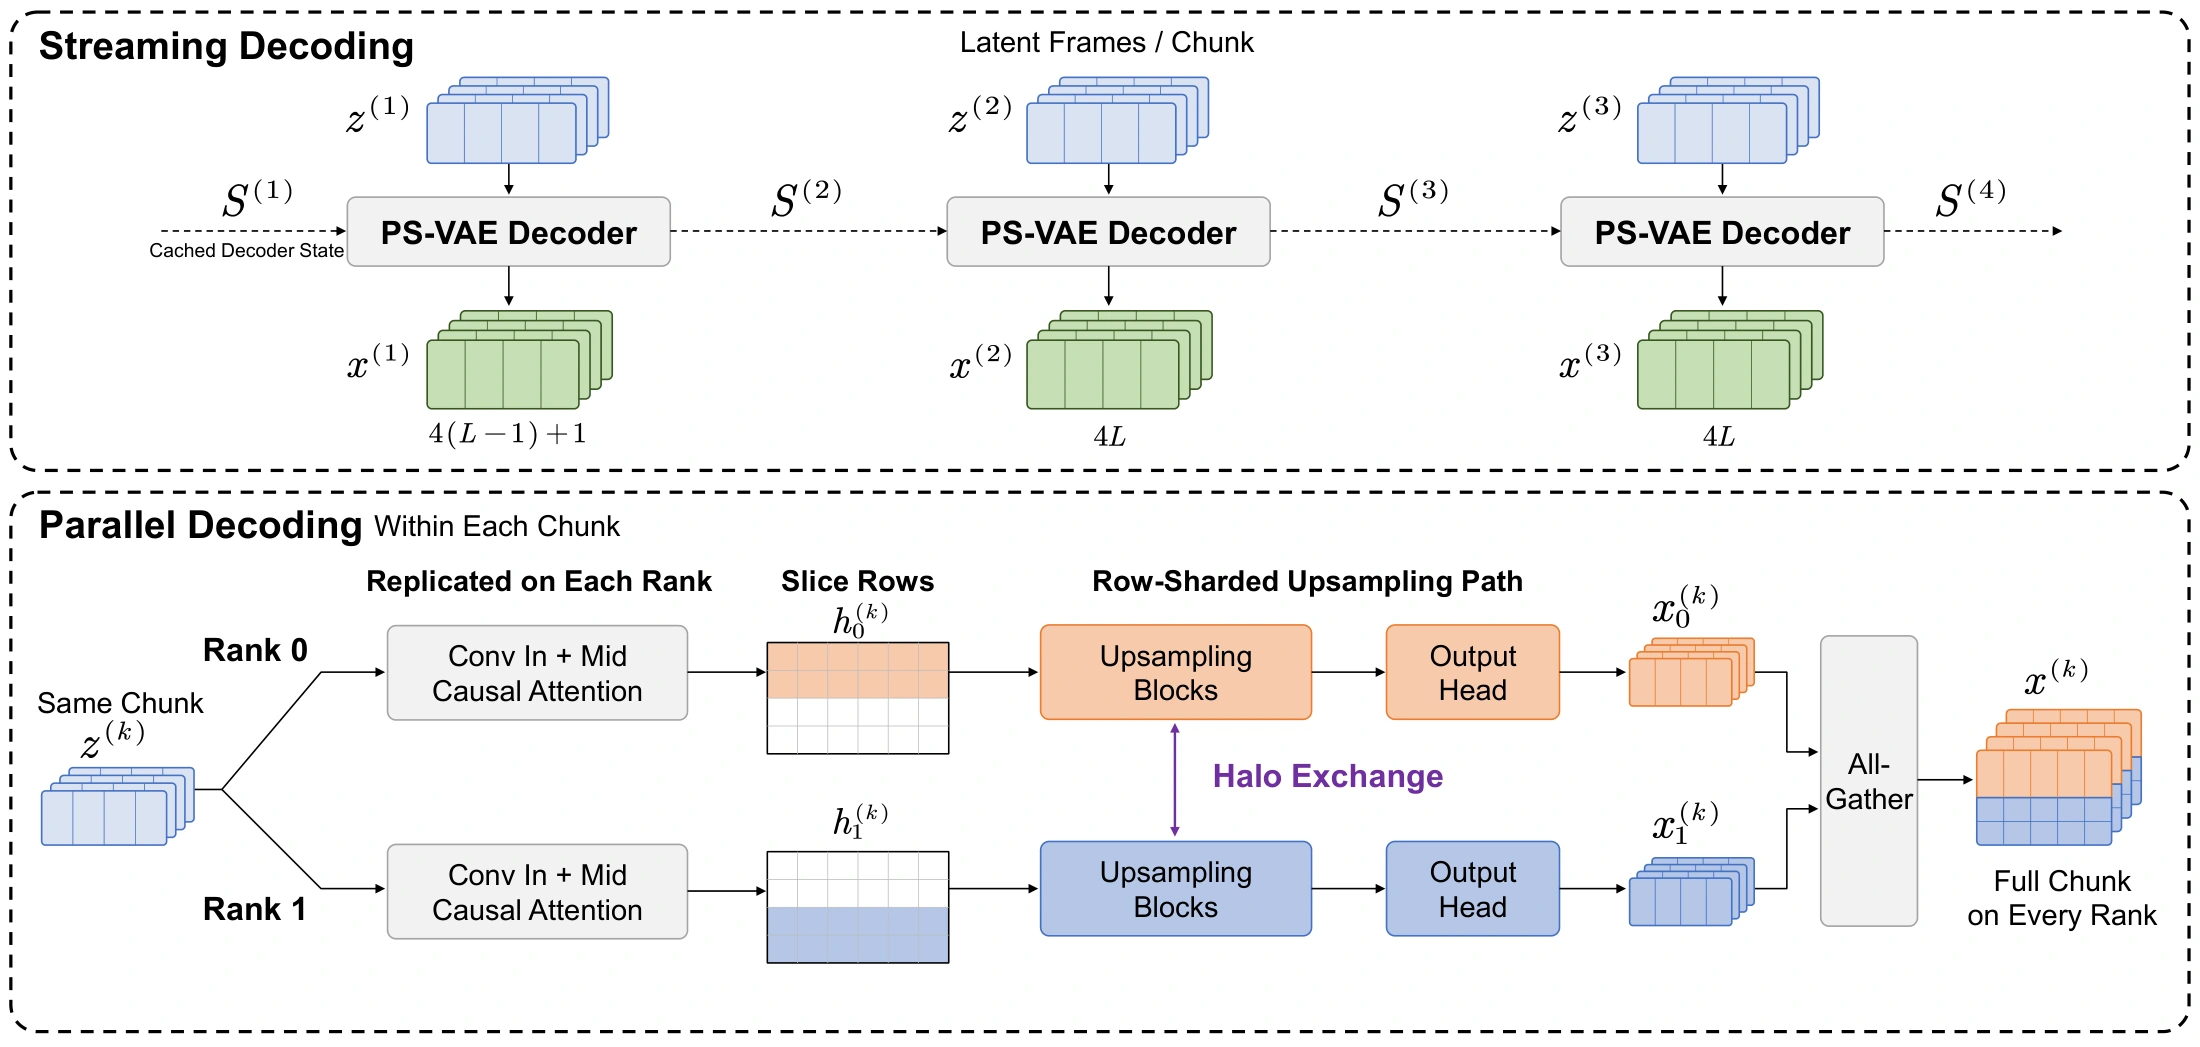 Streaming Decoding
Latent Frames / Chunk
z^(1)
z^(2)
z^(3)
S^(1)
S^(2)
S^(3)
S^(4)
Cached Decoder State
PS-VAE Decoder
PS-VAE Decoder
PS-VAE Decoder
x^(1)
x^(2)
x^(3)
4(L−1)+1
4L
4L
Parallel Decoding Within Each Chunk
Replicated on Each Rank
Slice Rows
Row-Sharded Upsampling Path
Rank 0
Same Chunk
z^(k)
Rank 1
Conv In + Mid
Causal Attention
h_0^(k)
Upsampling
Blocks
Output
Head
x_0^(k)
Halo Exchange
Conv In + Mid
Causal Attention
h_1^(k)
Upsampling
Blocks
Output
Head
x_1^(k)
All-
Gather
x^(k)
Full Chunk
on Every Rank